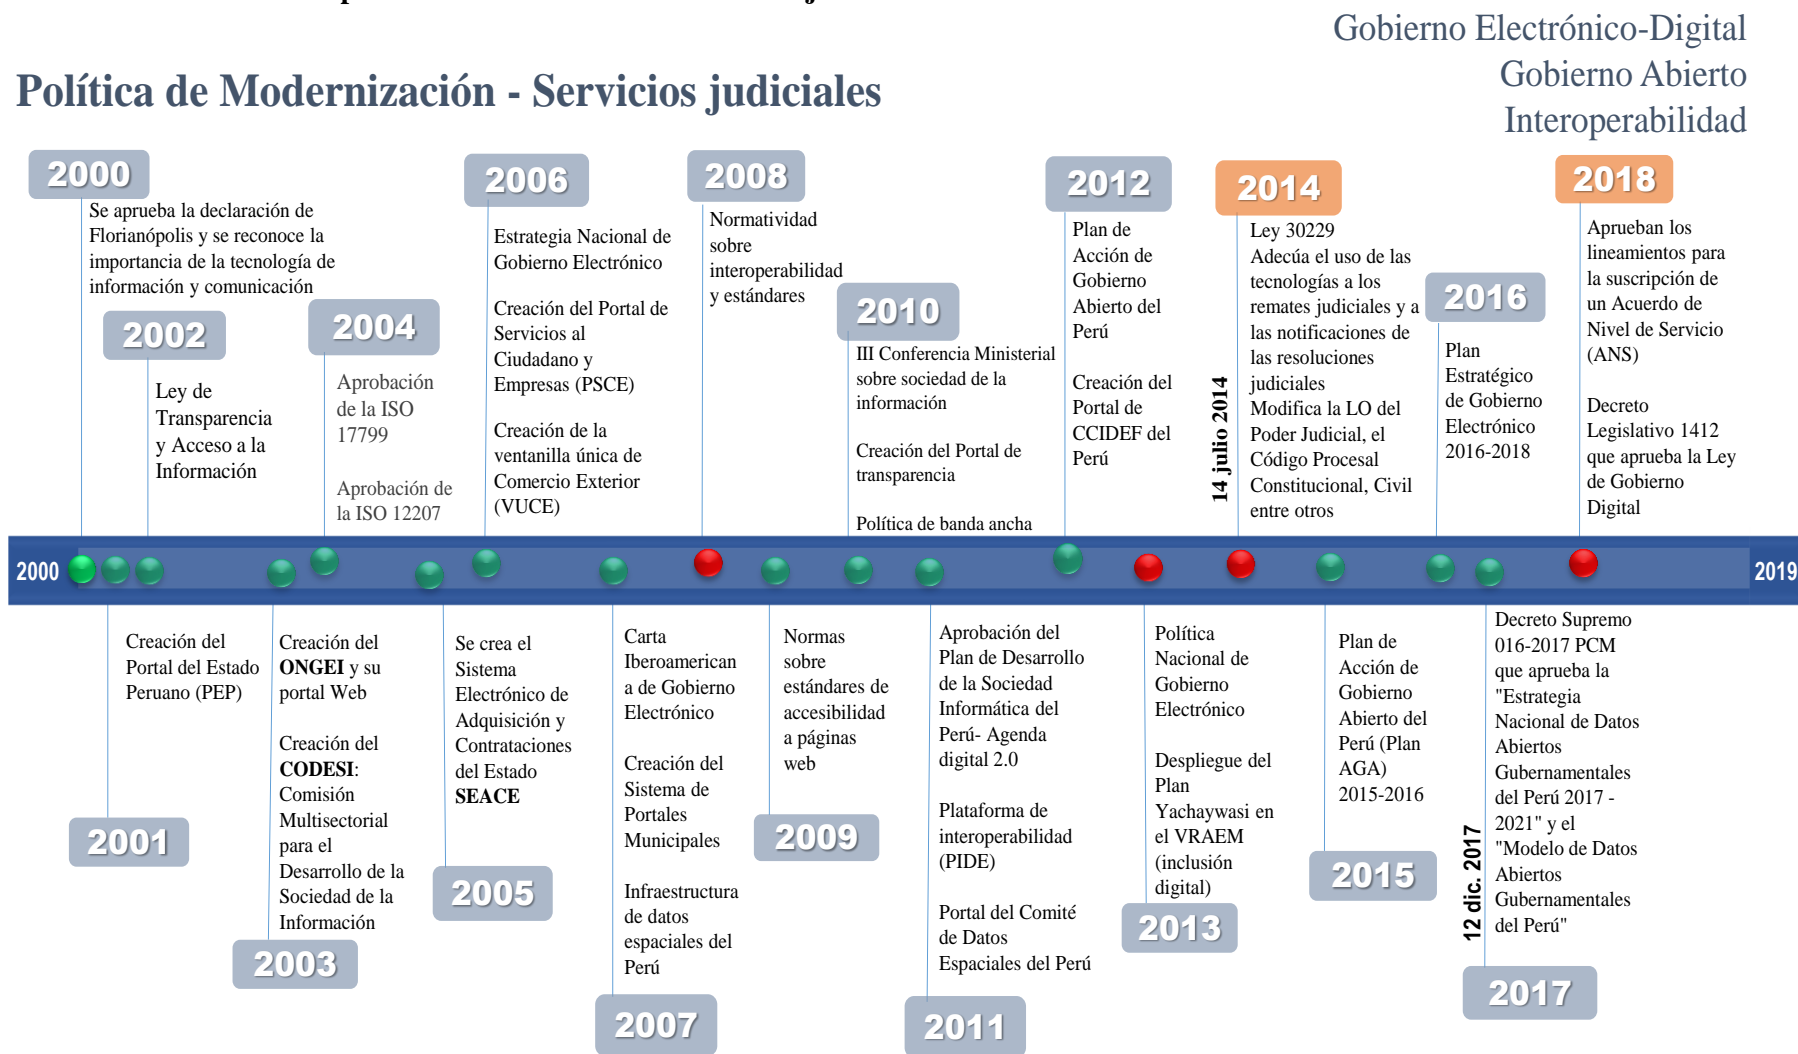 Gobierno Electrónico-Digital
Gobierno Abierto
Interoperabilidad
Política de Modernización - Servicios judiciales
2000
Se aprueba la declaración de
Florianópolis y se reconoce la
importancia de la tecnología de
información y comunicación
2002
Ley de
Transparencia
y Acceso a la
Información
2004
Aprobación
de la ISO
17799
Aprobación de
la ISO 12207
2006
Estrategia Nacional de
Gobierno Electrónico
Creación del Portal de
Servicios al
Ciudadano y
Empresas (PSCE)
Creación de la
ventanilla única de
Comercio Exterior
(VUCE)
2008
Normatividad
sobre
interoperabilidad
y estándares
2010
III Conferencia Ministerial
sobre sociedad de la
información
Creación del Portal de
transparencia
Política de banda ancha
2012
Plan de
Acción de
Gobierno
Abierto del
Perú
Creación del
Portal de
CCIDEF del
Perú
2014
14 julio 2014
Ley 30229
Adecúa el uso de las
tecnologías a los
remates judiciales y a
las notificaciones de
las resoluciones
judiciales
Modifica la LO del
Poder Judicial, el
Código Procesal
Constitucional, Civil
entre otros
2016
Plan
Estratégico
de Gobierno
Electrónico
2016-2018
2018
Aprueban los
lineamientos para
la suscripción de
un Acuerdo de
Nivel de Servicio
(ANS)
Decreto
Legislativo 1412
que aprueba la Ley
de Gobierno
Digital
2000
2019
Creación del
Portal del Estado
Peruano (PEP)
2001
Creación del
ONGEI y su
portal Web
Creación del
CODESI:
Comisión
Multisectorial
para el
Desarrollo de la
Sociedad de la
Información
2003
Se crea el
Sistema
Electrónico de
Adquisición y
Contrataciones
del Estado
SEACE
2005
Carta
Iberoamerican
a de Gobierno
Electrónico
Creación del
Sistema de
Portales
Municipales
Infraestructura
de datos
espaciales del
Perú
2007
Normas
sobre
estándares de
accesibilidad
a páginas
web
2009
Aprobación del
Plan de Desarrollo
de la Sociedad
Informática del
Perú- Agenda
digital 2.0
Plataforma de
interoperabilidad
(PIDE)
Portal del Comité
de Datos
Espaciales del Perú
2011
Política
Nacional de
Gobierno
Electrónico
Despliegue del
Plan
Yachaywasi en
el VRAEM
(inclusión
digital)
2013
Plan de
Acción de
Gobierno
Abierto del
Perú (Plan
AGA)
2015-2016
2015
12 dic. 2017
Decreto Supremo
016-2017 PCM
que aprueba la
"Estrategia
Nacional de Datos
Abiertos
Gubernamentales
del Perú 2017 -
2021" y el
"Modelo de Datos
Abiertos
Gubernamentales
del Perú"
2017